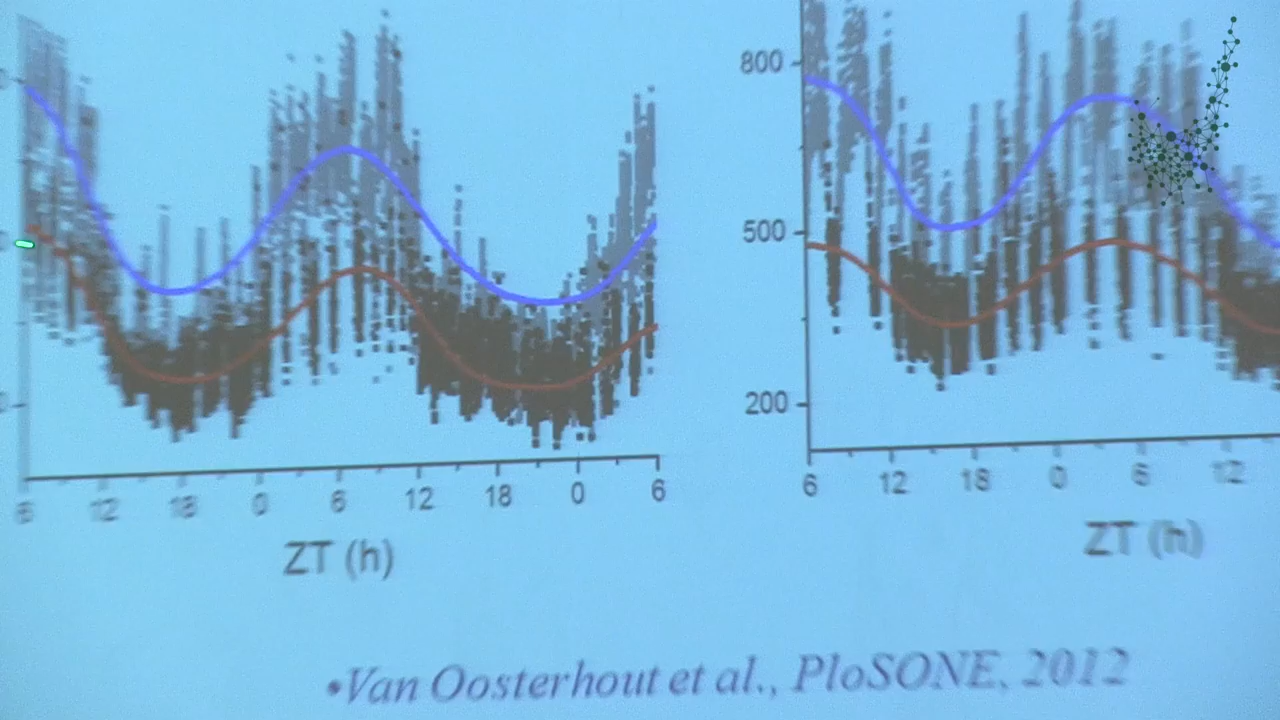 800
500
200
6 12 18 0 6 12 18 0 6
6 12 18 0 6 12
ZT (h)
ZT (h)
•Van Oosterhout et al., PloSONE, 2012